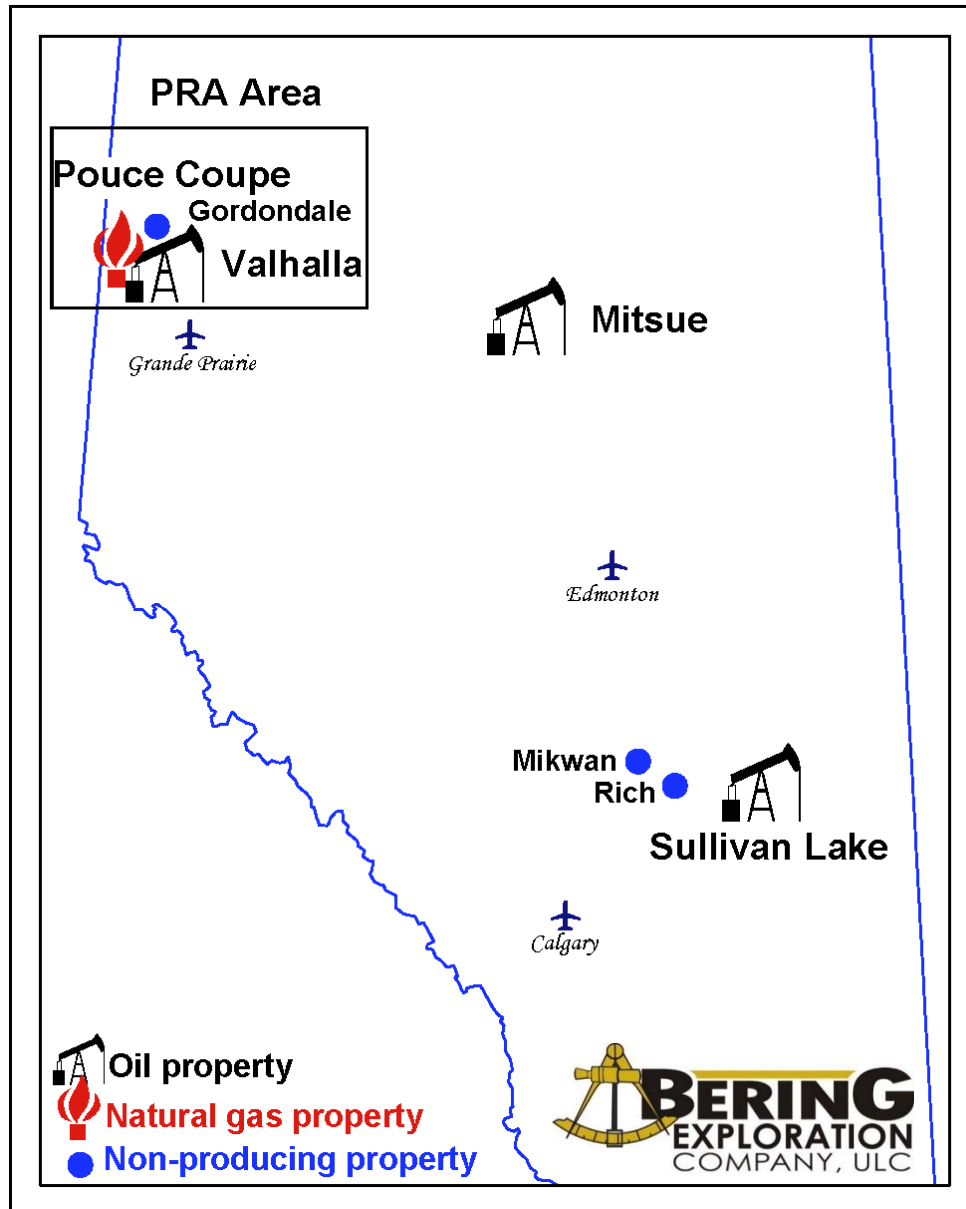 PRA Area
Pouce Coupe
Gordondale
Valhalla
Mitsue
Grande Prairie
Edmonton
Mikwan
Rich
Sullivan Lake
Calgary
Oil property
Natural gas property
Non-producing property
BERING
EXPLORATION
COMPANY, ULC